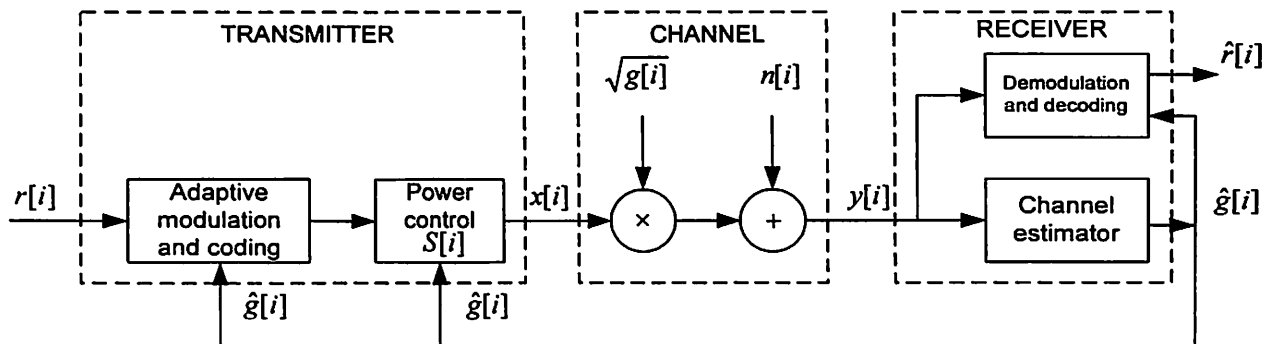 TRANSMITTER
CHANNEL
RECEIVER
√g[i]
n[i]
r̂[i]
Demodulation
and decoding
r[i]
Adaptive
modulation
and coding
Power
control
S[i]
x[i]
×
+
y[i]
Channel
estimator
ĝ[i]
ĝ[i]
ĝ[i]